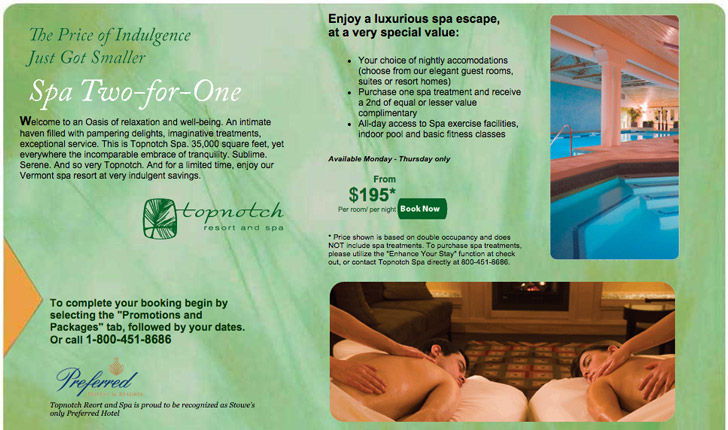 The Price of Indulgence
Just Got Smaller
Spa Two-for-One
Welcome to an Oasis of relaxation and well-being. An intimate
haven filled with pampering delights, imaginative treatments,
exceptional service. This is Topnotch Spa. 35,000 square feet, yet
everywhere the incomparable embrace of tranquility. Sublime.
Serene. And so very Topnotch. And for a limited time, enjoy our
Vermont spa resort at very indulgent savings.
topnotch
resort and spa
To complete your booking begin by
selecting the "Promotions and
Packages" tab, followed by your dates.
Or call 1-800-451-8686
Preferred
Topnotch Resort and Spa is proud to be recognized as Stowe's
only Preferred Hotel
Enjoy a luxurious spa escape,
at a very special value:
• Your choice of nightly accomodations
(choose from our elegant guest rooms,
suites or resort homes)
• Purchase one spa treatment and receive
a 2nd of equal or lesser value
complimentary
• All-day access to Spa exercise facilities,
indoor pool and basic fitness classes
Available Monday - Thursday only
From
$195*
Per room/ per night
Book Now
* Price shown is based on double occupancy and does
NOT include spa treatments. To purchase spa treatments,
please utilize the "Enhance Your Stay" function at check
out, or contact Topnotch Spa directly at 800-451-8686.